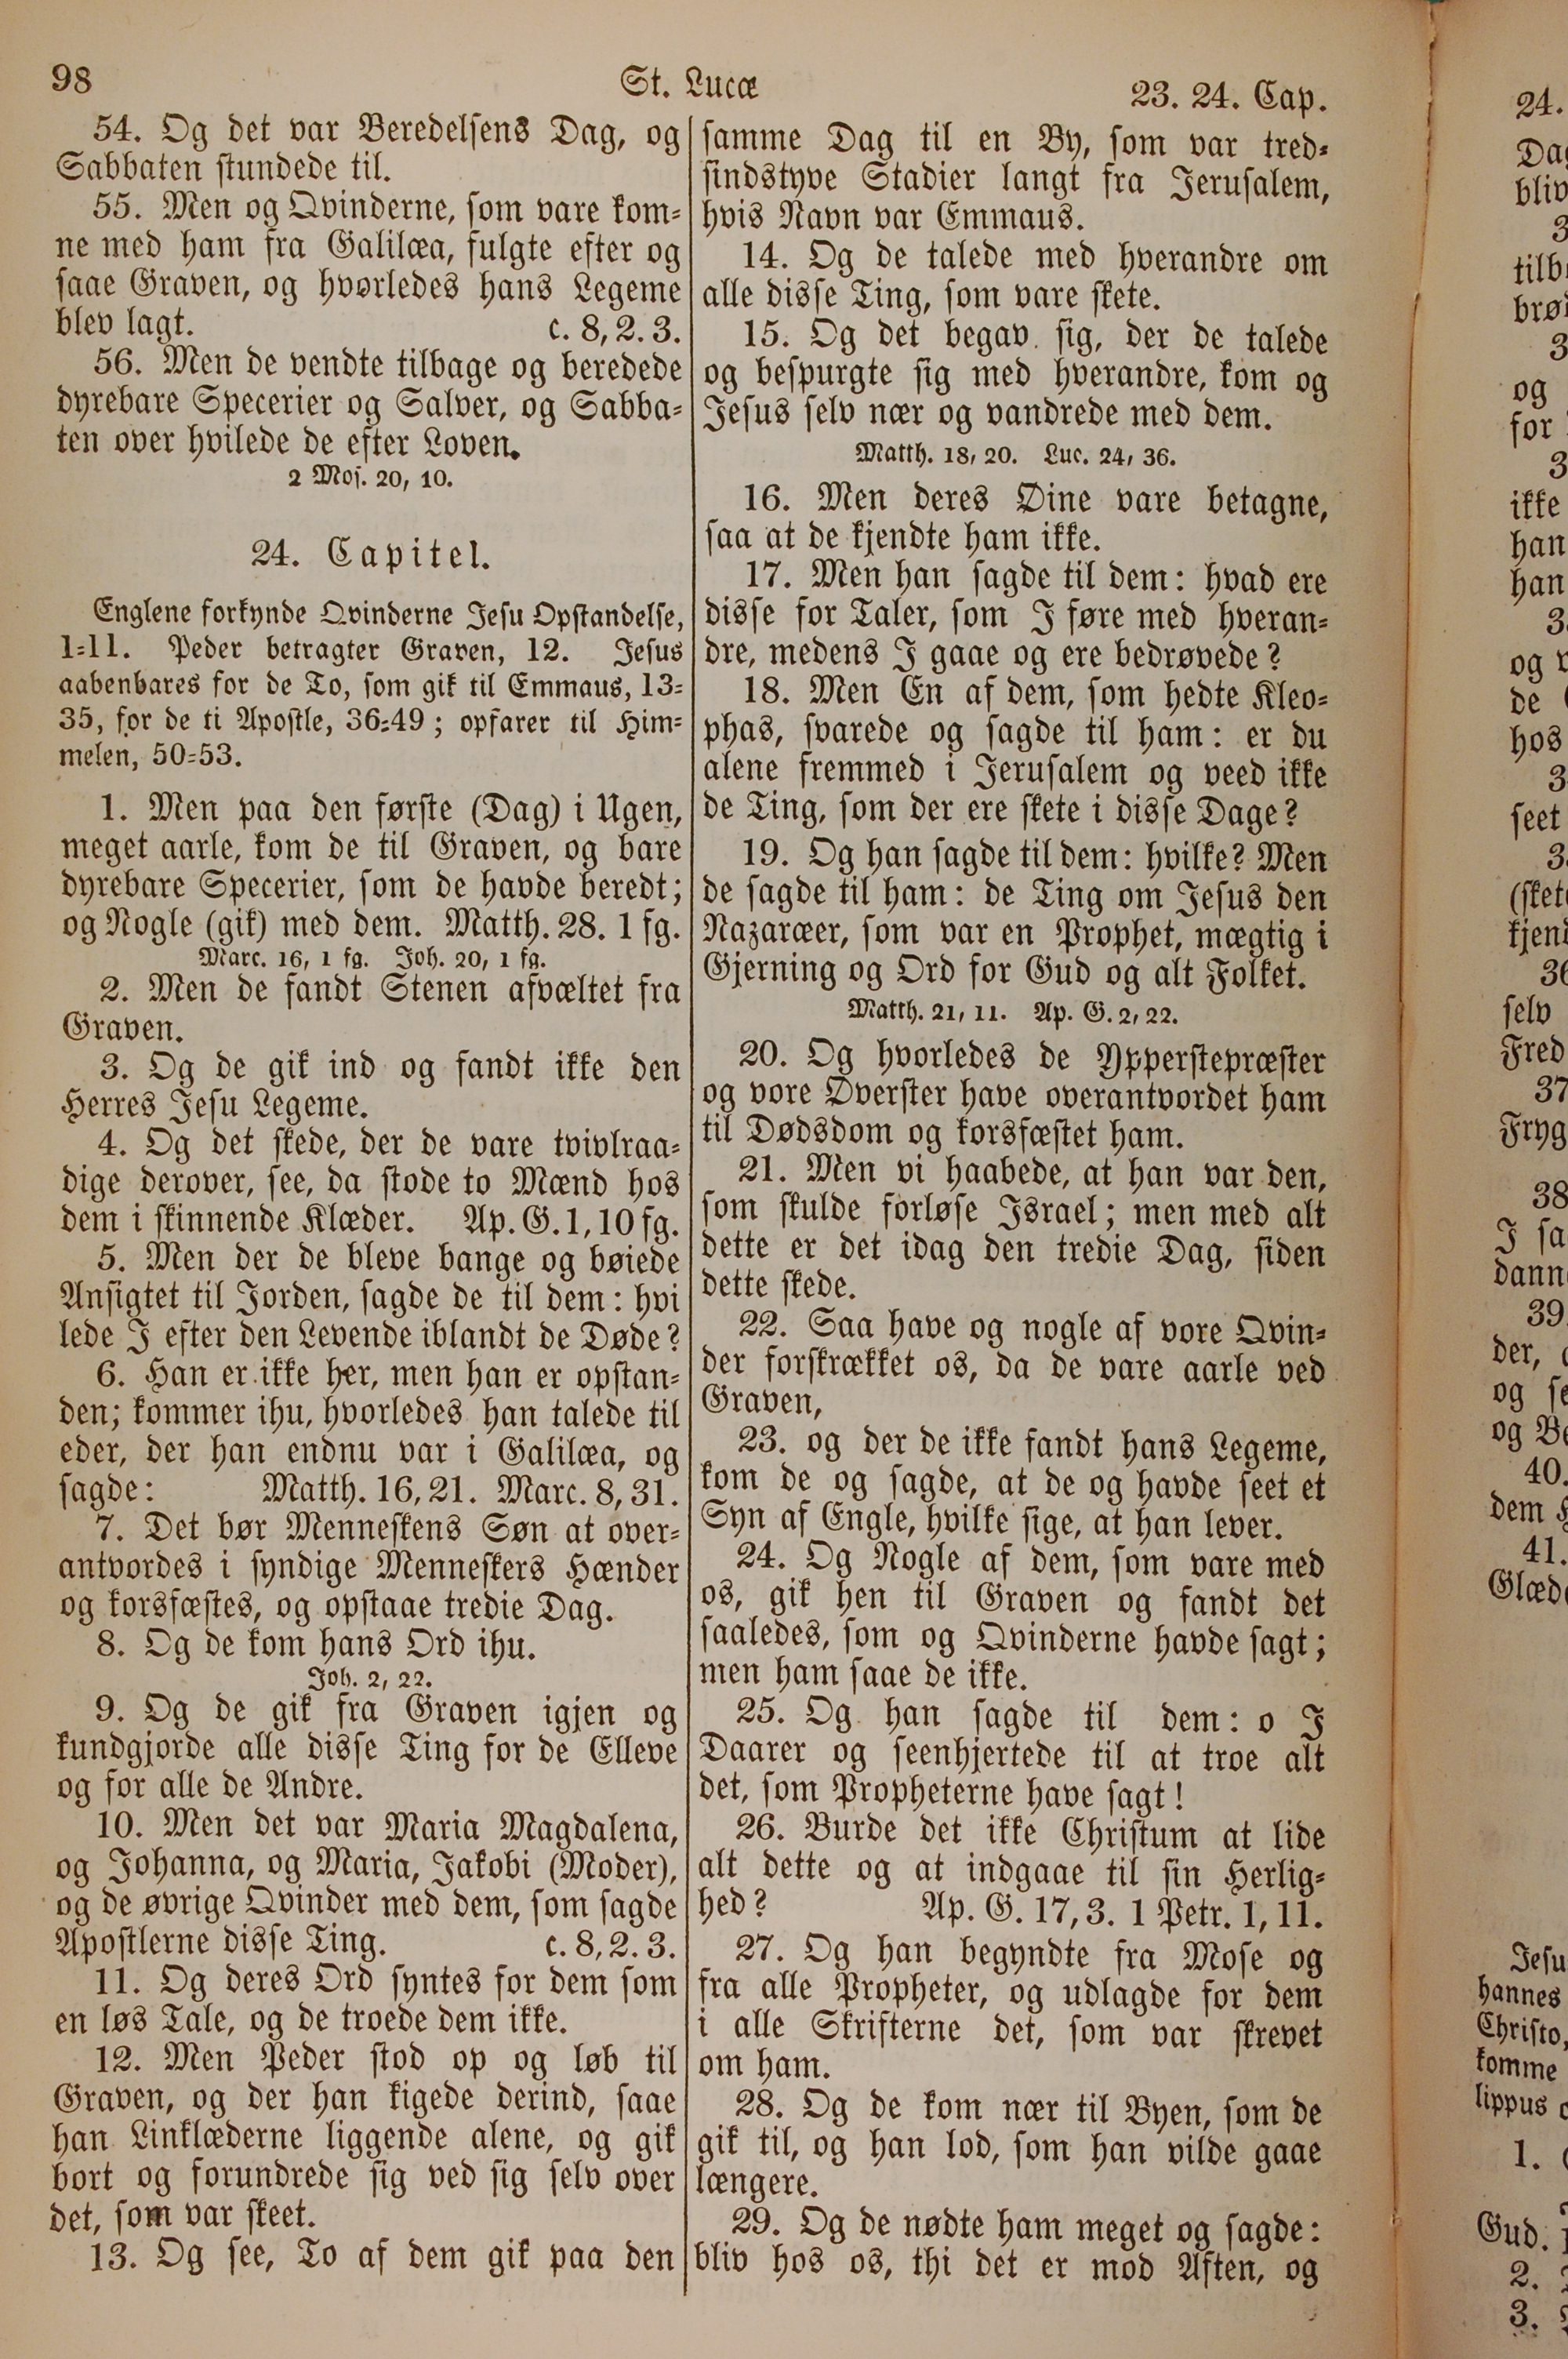 98
St. Lucæ
23. 24. Cap.
54. Og det var Beredelsens Dag, og
Sabbaten stundede til.
55. Men og Qvinderne, som vare kom=
ne med ham fra Galilæa, fulgte efter og
saae Graven, og hvorledes hans Legeme
blev lagt. c. 8, 2. 3.
56. Men de vendte tilbage og beredede
dyrebare Specerier og Salver, og Sabba=
ten over hvilede de efter Loven.
2 Mos. 20, 10.
24. Capitel.
Englene forkynde Qvinderne Jesu Opstandelse,
1=11. Peder betragter Graven, 12. Jesus
aabenbares for de To, som gik til Emmaus, 13=
35, for de ti Apostle, 36=49; opfarer til Him=
melen, 50=53.
1. Men paa den første (Dag) i Ugen,
meget aarle, kom de til Graven, og bare
dyrebare Specerier, som de havde beredt;
og Nogle (gik) med dem. Matth. 28. 1 fg.
Marc. 16, 1 fg. Joh. 20, 1 fg.
2. Men de fandt Stenen afvæltet fra
Graven.
3. Og de gik ind og fandt ikke den
Herres Jesu Legeme.
4. Og det skede, der de vare tvivlraa=
dige derover, see, da stode to Mænd hos
dem i skinnende Klæder. Ap. G. 1, 10 fg.
5. Men der de bleve bange og bøiede
Ansigtet til Jorden, sagde de til dem: hvi
lede I efter den Levende iblandt de Døde?
6. Han er ikke her, men han er opstan=
den; kommer ihu, hvorledes han talede til
eder, der han endnu var i Galilæa, og
sagde: Matth. 16, 21. Marc. 8, 31.
7. Det bør Menneskens Søn at over=
antvordes i syndige Menneskers Hænder
og korsfæstes, og opstaae tredie Dag.
8. Og de kom hans Ord ihu.
Joh. 2, 22.
9. Og de gik fra Graven igjen og
kundgjorde alle disse Ting for de Elleve
og for alle de Andre.
10. Men det var Maria Magdalena,
og Johanna, og Maria, Jakobi (Moder),
og de øvrige Qvinder med dem, som sagde
Apostlerne disse Ting. c. 8, 2. 3.
11. Og deres Ord syntes for dem som
en løs Tale, og de troede dem ikke.
12. Men Peder stod op og løb til
Graven, og der han kigede derind, saae
han Linklæderne liggende alene, og gik
bort og forundrede sig ved sig selv over
det, som var skeet.
13. Og see, To af dem gik paa den
samme Dag til en By, som var tred=
sindstyve Stadier langt fra Jerusalem,
hvis Navn var Emmaus.
14. Og de talede med hverandre om
alle disse Ting, som vare skete.
15. Og det begav sig, der de talede
og bespurgte sig med hverandre, kom og
Jesus selv nær og vandrede med dem.
Matth. 18, 20. Luc. 24, 36.
16. Men deres Øine vare betagne,
saa at de kjendte ham ikke.
17. Men han sagde til dem: hvad ere
disse for Taler, som I føre med hveran=
dre, medens I gaae og ere bedrøvede?
18. Men En af dem, som hedte Kleo=
phas, svarede og sagde til ham: er du
alene fremmed i Jerusalem og veed ikke
de Ting, som der ere skete i disse Dage?
19. Og han sagde til dem: hvilke? Men
de sagde til ham: de Ting om Jesus den
Nazaræer, som var en Prophet, mægtig i
Gjerning og Ord for Gud og alt Folket.
Matth. 21, 11. Ap. G. 2, 22.
20. Og hvorledes de Ypperstepræster
og vore Øverster have overantvordet ham
til Dødsdom og korsfæstet ham.
21. Men vi haabede, at han var den,
som skulde forløse Israel; men med alt
dette er det idag den tredie Dag, siden
dette skede.
22. Saa have og nogle af vore Qvin=
der forskrækket os, da de vare aarle ved
Graven,
23. og der de ikke fandt hans Legeme,
kom de og sagde, at de og havde seet et
Syn af Engle, hvilke sige, at han lever.
24. Og Nogle af dem, som vare med
os, gik hen til Graven og fandt det
saaledes, som og Qvinderne havde sagt;
men ham saae de ikke.
25. Og han sagde til dem: o I
Daarer og seenhjertede til at troe alt
det, som Propheterne have sagt!
26. Burde det ikke Christum at lide
alt dette og at indgaae til sin Herlig=
hed? Ap. G. 17, 3. 1 Petr. 1, 11.
27. Og han begyndte fra Mose og
fra alle Propheter, og udlagde for dem
i alle Skrifterne det, som var skrevet
om ham.
28. Og de kom nær til Byen, som de
gik til, og han lod, som han vilde gaae
længere.
29. Og de nødte ham meget og sagde:
bliv hos os, thi det er mod Aften, og
24.
ikke
han
han
hos
seet
selv
Fred
37
38
39.
40.
41.
hannes
Christo,
komme
lippus
1.
Gud.
2.
3.